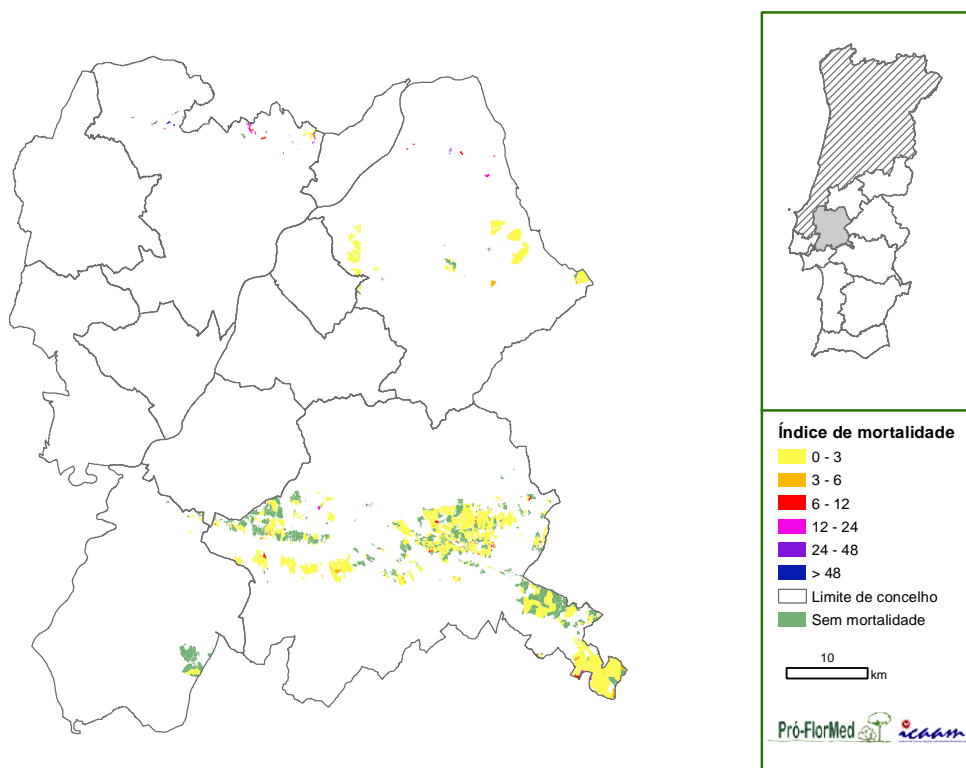 Índice de mortalidade
0 - 3
3 - 6
6 - 12
12 - 24
24 - 48
> 48
Limite de concelho
Sem mortalidade
10
km
Pró-FlorMed
icaam